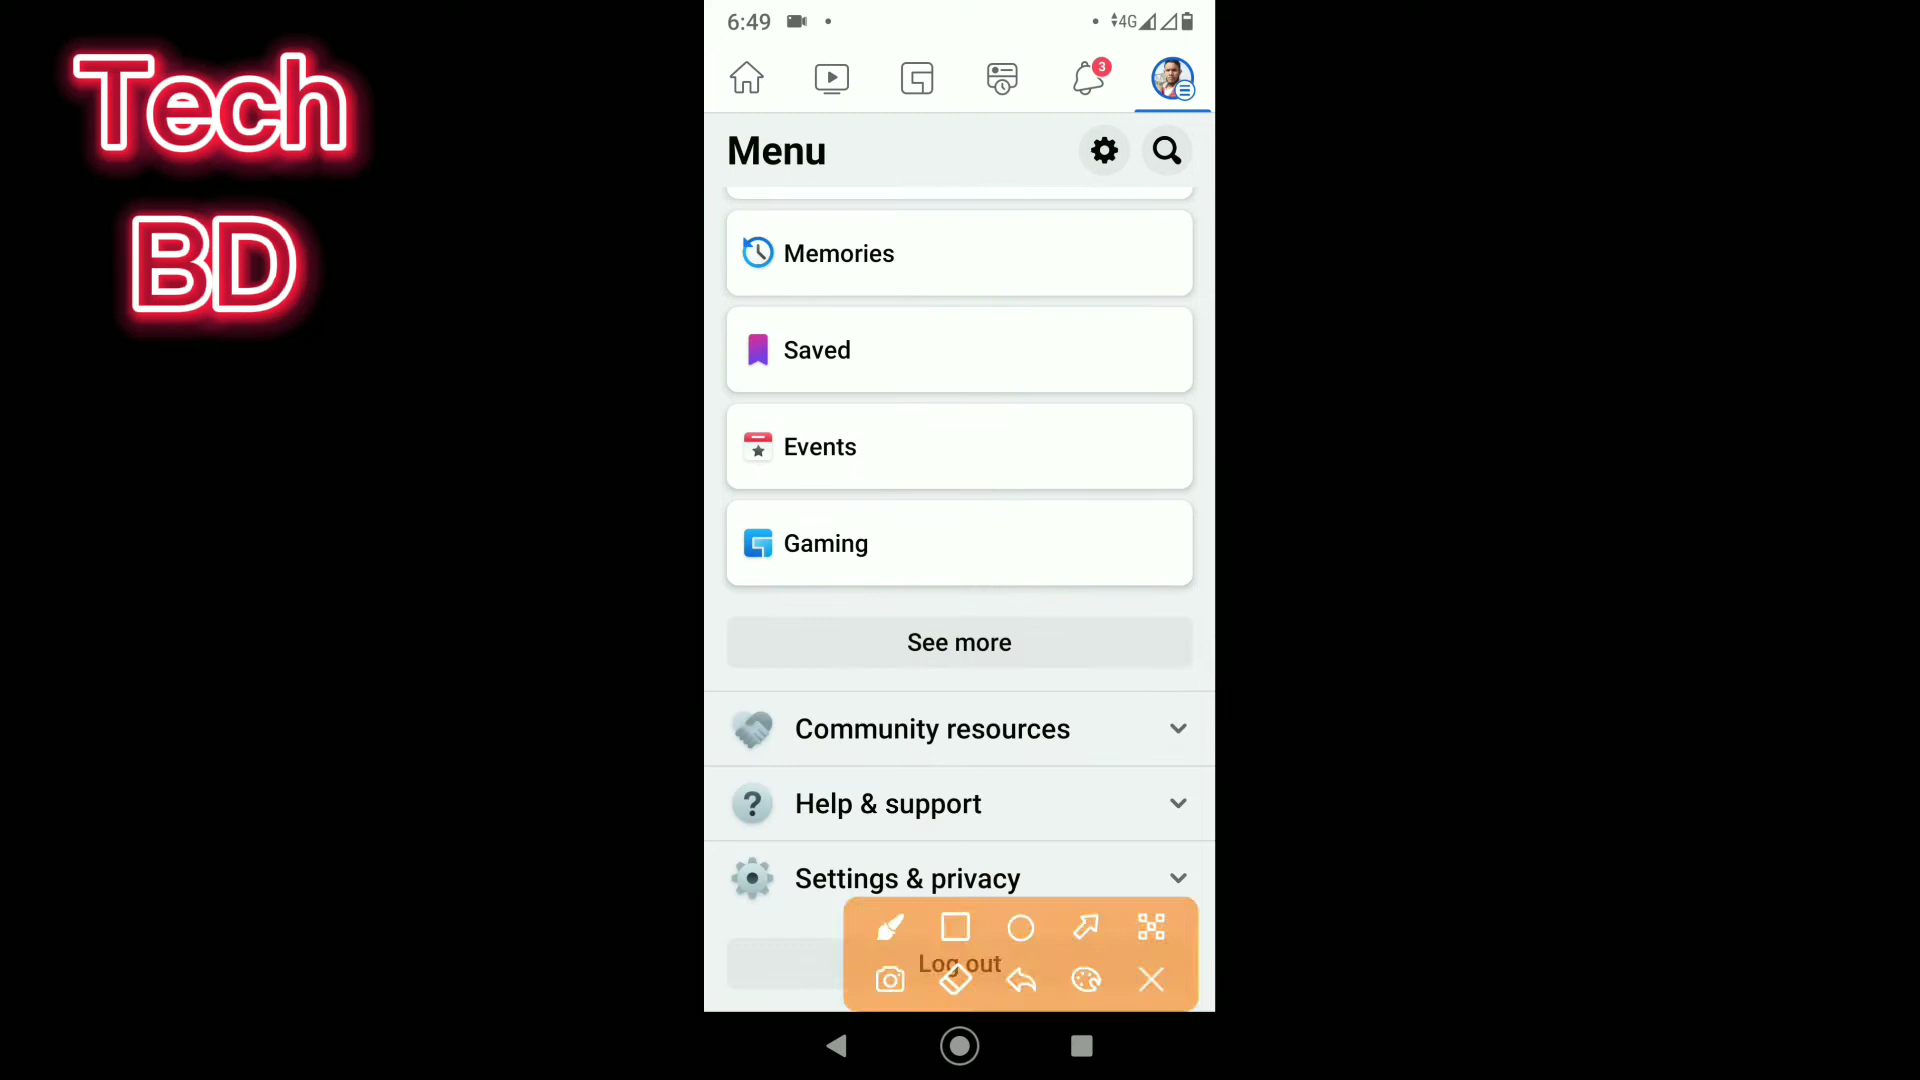 Tech
BD
6:49
4G
3
Menu
Memories
Saved
Events
Gaming
See more
Community resources
Help & support
Settings & privacy
Log out